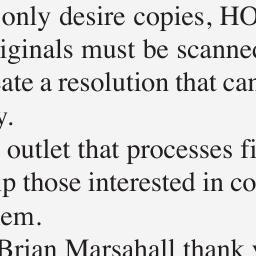 only desire copies, HO
iginals must be scanned
ate a resolution that can
y.
outlet that processes fi
p those interested in co
em.
Brian Marsahall thank